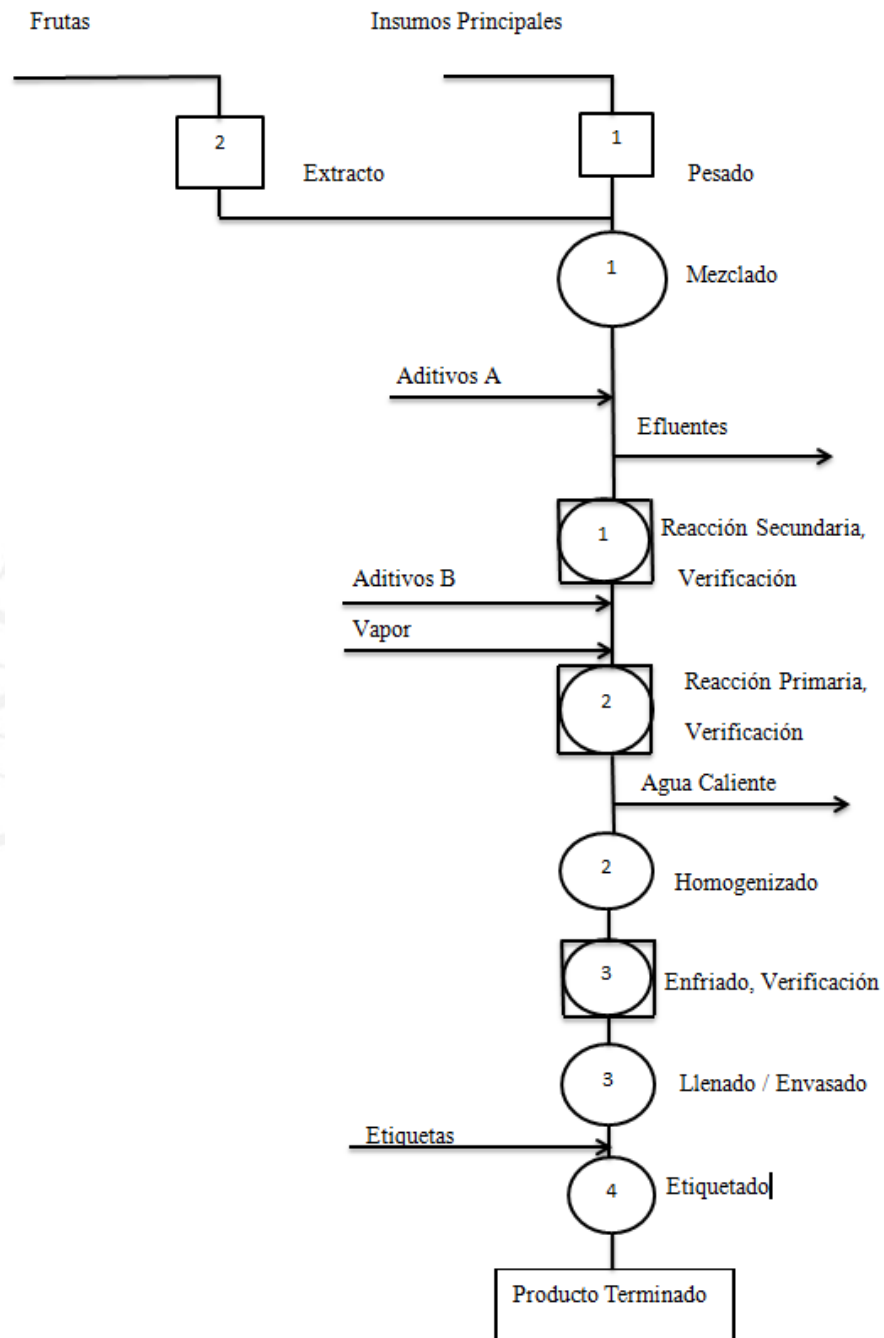 Frutas
Insumos Principales
2
1
Extracto
Pesado
1
Mezclado
Aditivos A
Efluentes
1
Reacción Secundaria,
Verificación
Aditivos B
Vapor
2
Reacción Primaria,
Verificación
Agua Caliente
2
Homogenizado
3
Enfriado, Verificación
3
Llenado / Envasado
Etiquetas
4
Etiquetado
Producto Terminado